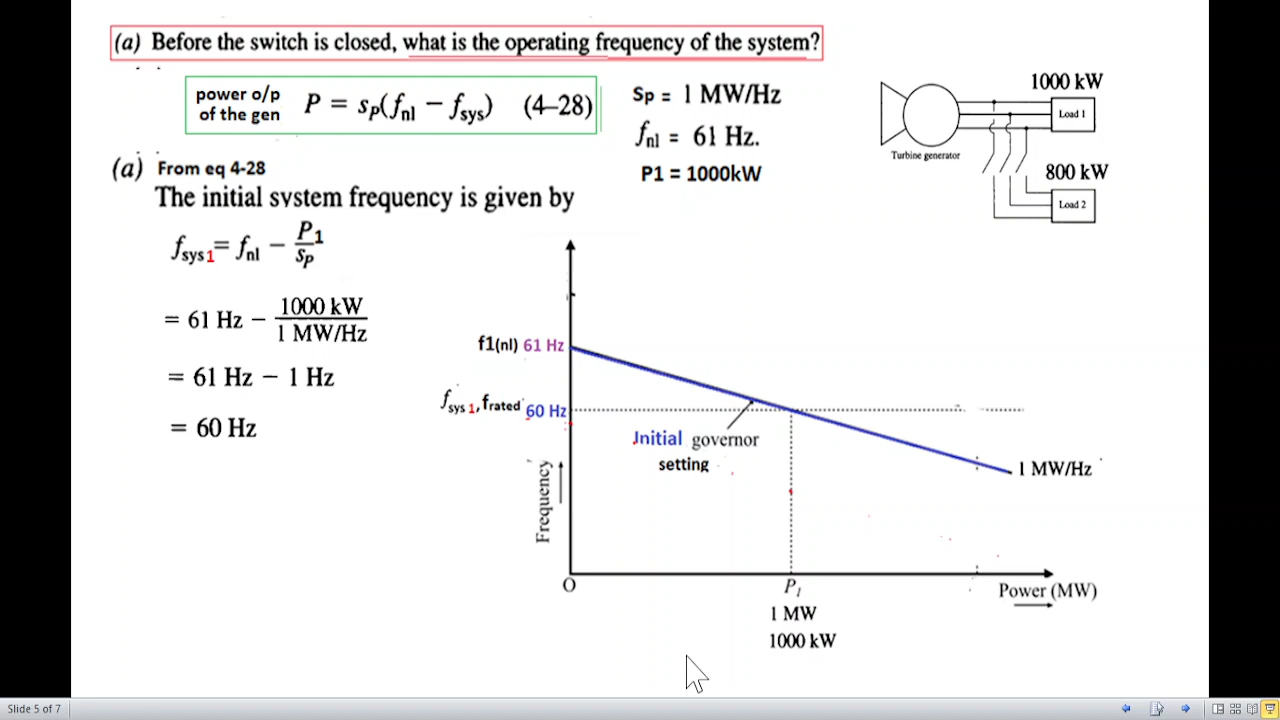 (a) Before the switch is closed, what is the operating frequency of the system?
power o/p of the gen P = sP(fnl − fsys) (4–28)
Sp = 1 MW/Hz
fnl = 61 Hz.
P1 = 1000kW
1000 kW
Load 1
Turbine generator
800 kW
Load 2
(a) From eq 4-28
The initial svstem frequency is given by
fsys1= fnl − P1/sP
= 61 Hz − 1000 kW/1 MW/Hz
= 61 Hz − 1 Hz
= 60 Hz
f1(nl) 61 Hz
fsys 1, frated 60 Hz
Initial governor
setting
1 MW/Hz
Frequency
O
P1
Power (MW)
1 MW
1000 kW
Slide 5 of 7